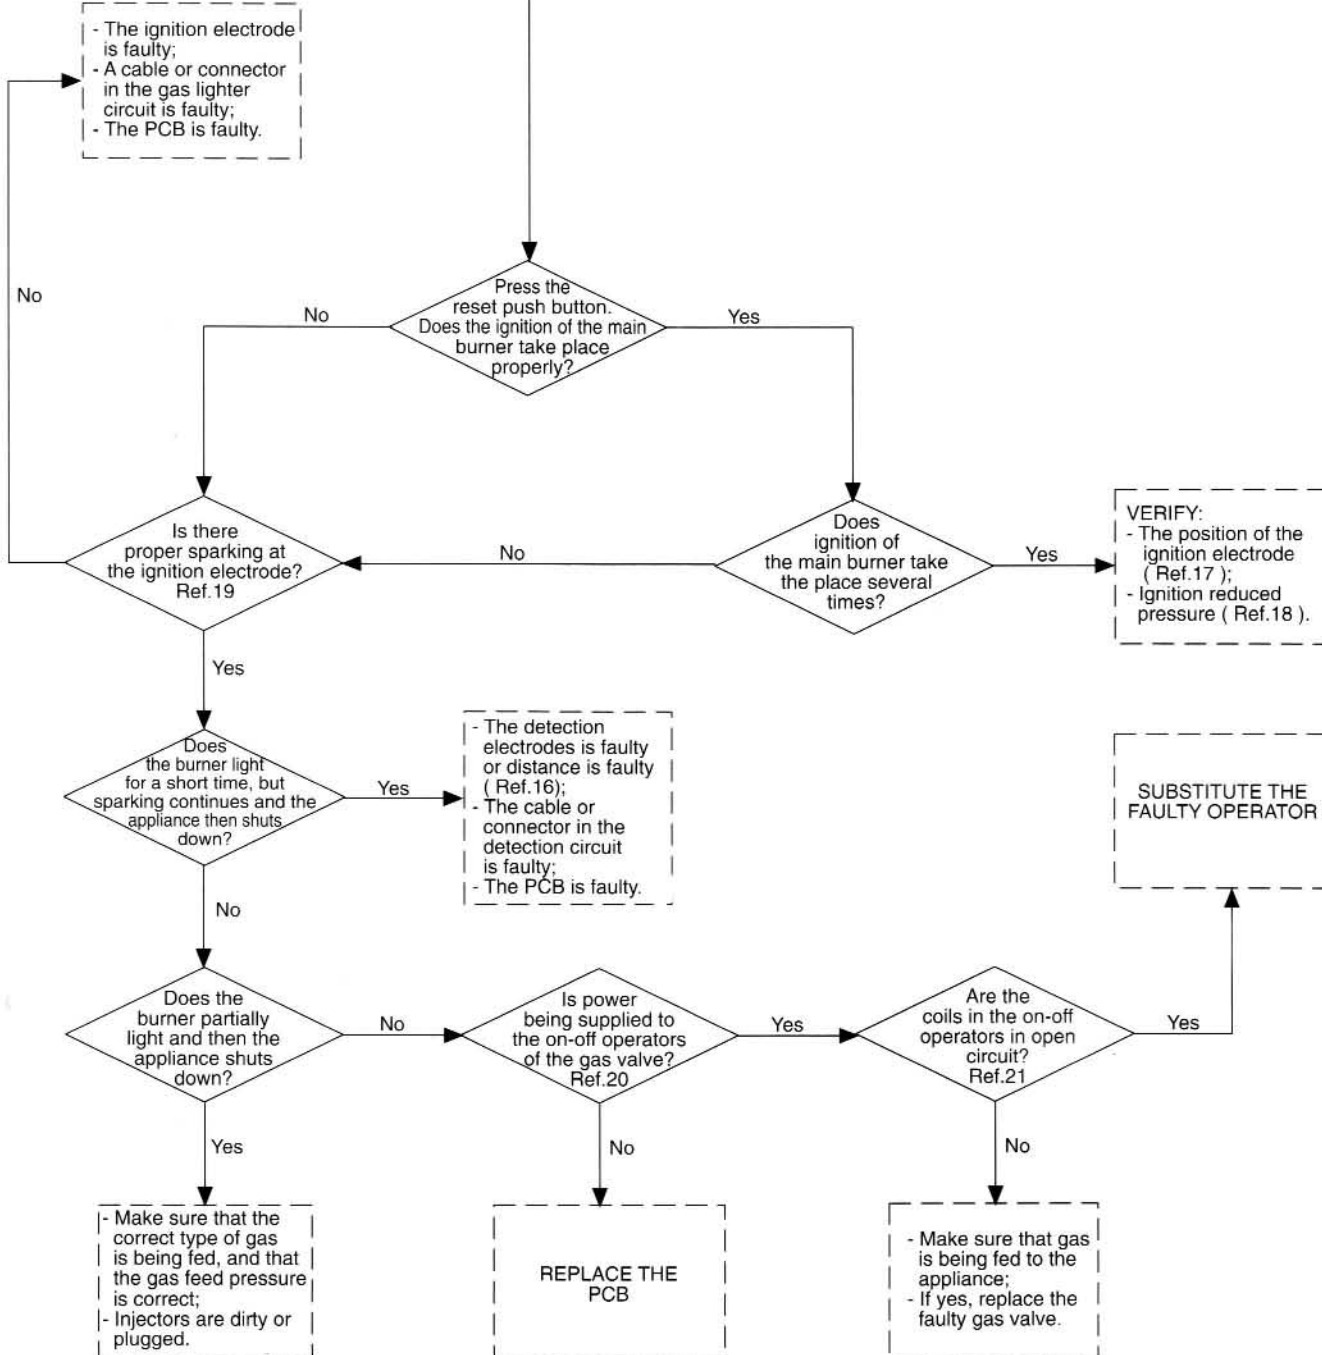 - The ignition electrode
is faulty;
- A cable or connector
in the gas lighter
circuit is faulty;
- The PCB is faulty.
No
Press the
reset push button.
Does the ignition of the main
burner take place
properly?
No
Yes
Is there
proper sparking at
the ignition electrode?
Ref.19
No
Does
ignition of
the main burner take
the place several
times?
Yes
VERIFY:
- The position of the
ignition electrode
( Ref.17 );
- Ignition reduced
pressure ( Ref.18 ).
Yes
Does
the burner light
for a short time, but
sparking continues and the
appliance then shuts
down?
Yes
- The detection
electrodes is faulty
or distance is faulty
( Ref.16);
- The cable or
connector in the
detection circuit
is faulty;
- The PCB is faulty.
SUBSTITUTE THE
FAULTY OPERATOR
No
Does the
burner partially
light and then the
appliance shuts
down?
No
Is power
being supplied to
the on-off operators
of the gas valve?
Ref.20
Yes
Are the
coils in the on-off
operators in open
circuit?
Ref.21
Yes
Yes
No
No
- Make sure that the
correct type of gas
is being fed, and that
the gas feed pressure
is correct;
- Injectors are dirty or
plugged.
REPLACE THE
PCB
- Make sure that gas
is being fed to the
appliance;
- If yes, replace the
faulty gas valve.